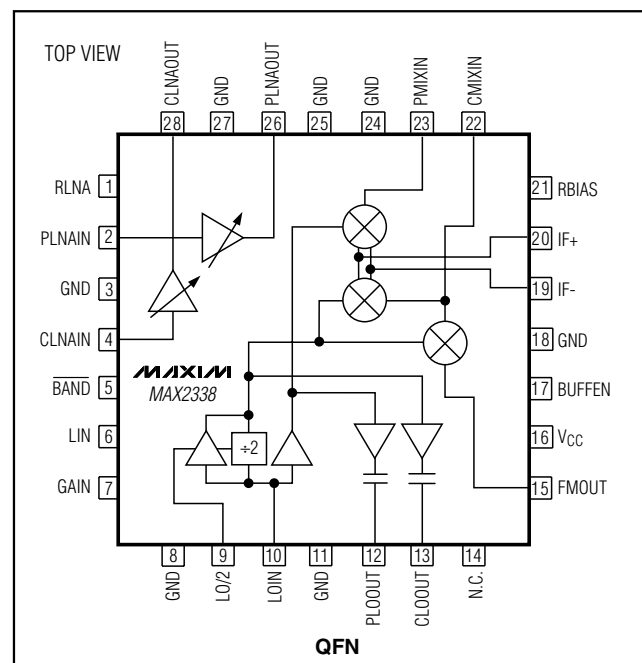 TOP VIEW
CLNAOUT
GND
PLNAOUT
GND
GND
PMIXIN
CMIXIN
28
27
26
25
24
23
22
RLNA 1
PLNAIN 2
GND 3
CLNAIN 4
BAND 5
LIN 6
GAIN 7
21 RBIAS
20 IF+
19 IF-
18 GND
17 BUFFEN
16 VCC
15 FMOUT
MAXIM
MAX2338
÷2
8
9
10
11
12
13
14
GND
LO/2
LOIN
GND
PLOOUT
CLOOUT
N.C.
QFN